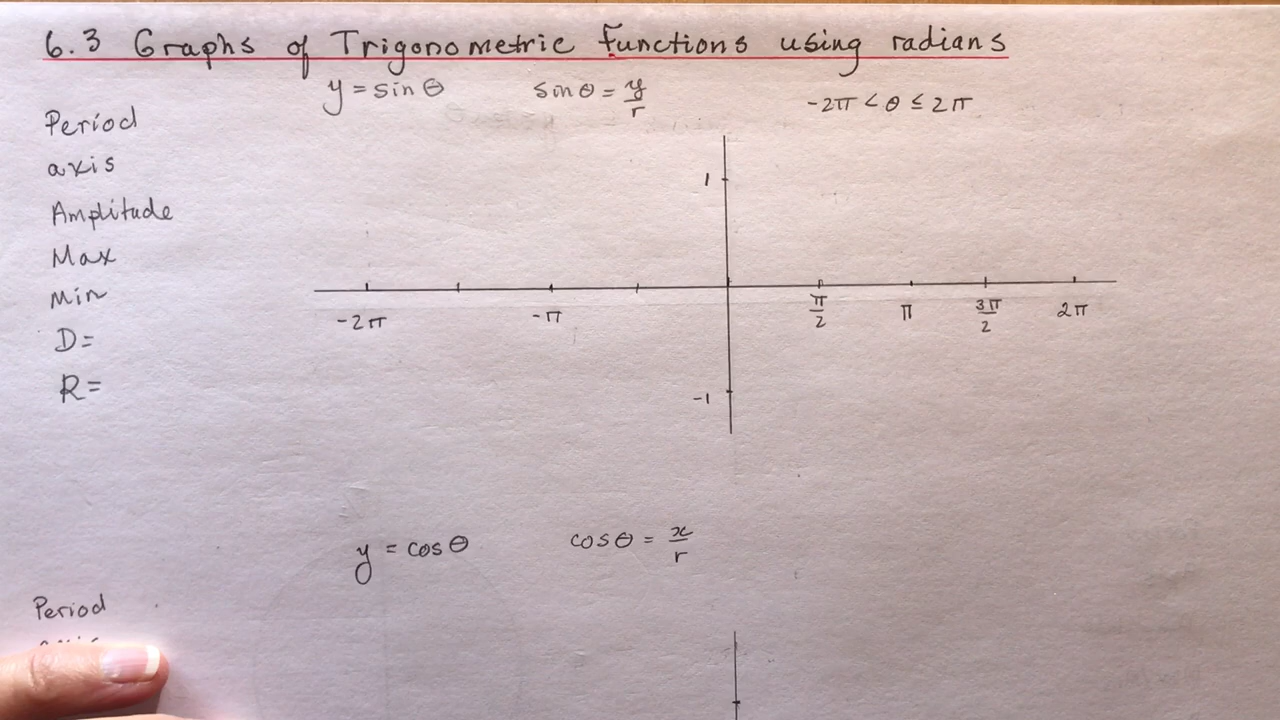 6.3 Graphs of Trigonometric functions using radians
y = sin θ sin θ = y/r -2π < θ ≤ 2π
Period
axis
Amplitude
Max
Min
D=
R=
1
-2π -π π/2 π 3π/2 2π
-1
y = cos θ cos θ = x/r
Period